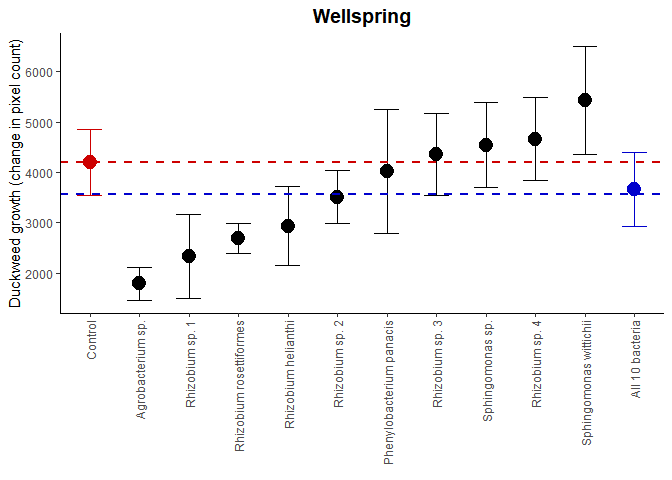 Wellspring
Duckweed growth (change in pixel count)
6000
5000
4000
3000
2000
Control
Agrobacterium sp.
Rhizobium sp. 1
Rhizobium rosettiformes
Rhizobium helianthi
Rhizobium sp. 2
Phenylobacterium panacis
Rhizobium sp. 3
Sphingomonas sp.
Rhizobium sp. 4
Sphingomonas wittichii
All 10 bacteria